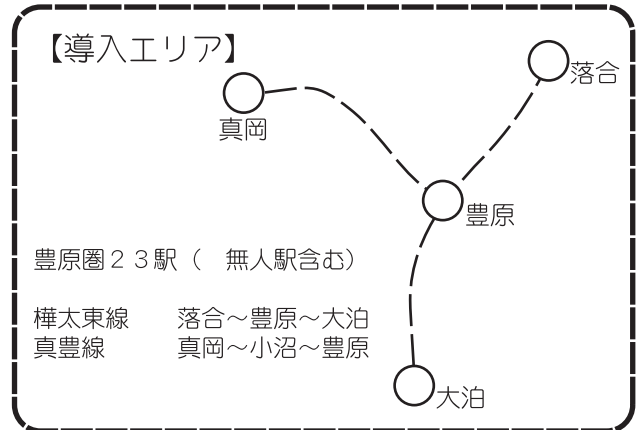 【導入エリア】
落合
真岡
豊原
豊原圏２３駅（　無人駅含む）
樺太東線　　落合～豊原～大泊
真豊線　　　真岡～小沼～豊原
大泊